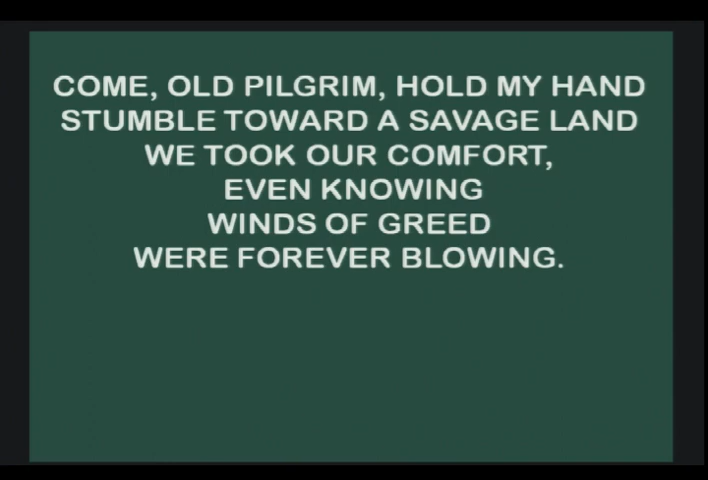 COME, OLD PILGRIM, HOLD MY HAND
STUMBLE TOWARD A SAVAGE LAND
WE TOOK OUR COMFORT,
EVEN KNOWING
WINDS OF GREED
WERE FOREVER BLOWING.